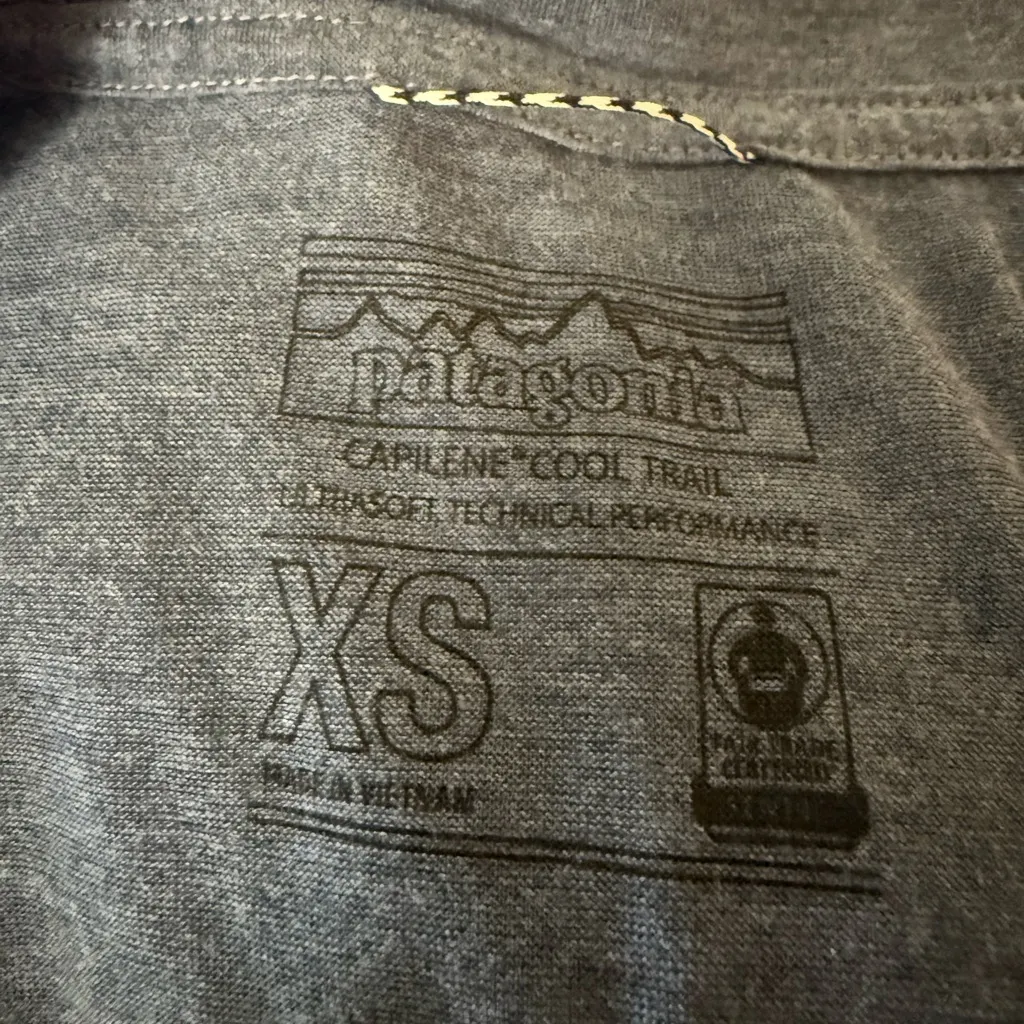 patagonia
CAPILENE® COOL TRAIL
ULTRASOFT, TECHNICAL PERFORMANCE
XS
MADE IN VIETNAM
FAIR TRADE
CERTIFIED